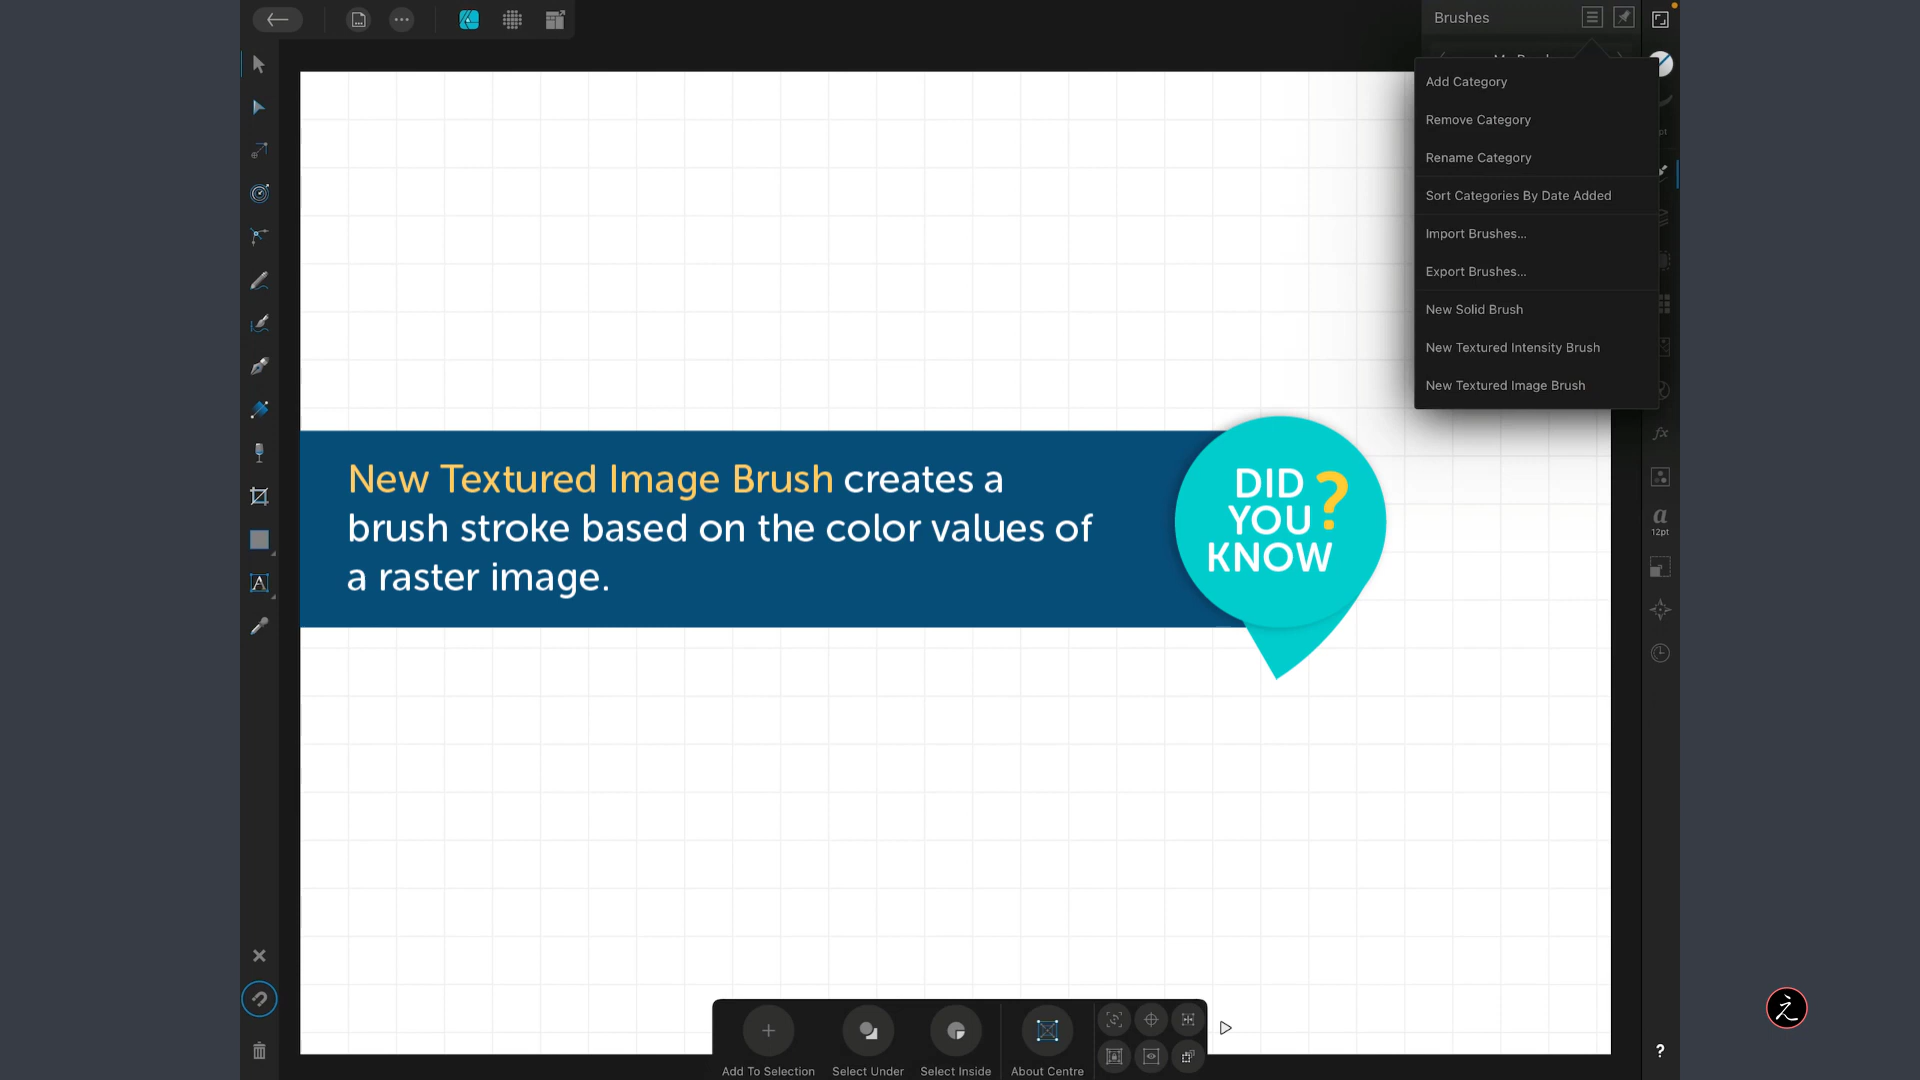 Brushes
Add Category
Remove Category
Rename Category
Sort Categories By Date Added
Import Brushes...
Export Brushes...
New Solid Brush
New Textured Intensity Brush
New Textured Image Brush
New Textured Image Brush creates a
brush stroke based on the color values of
a raster image.
DID
YOU
KNOW
?
a
12pt
fx
A
之
?
Add To Selection
Select Under
Select Inside
About Centre